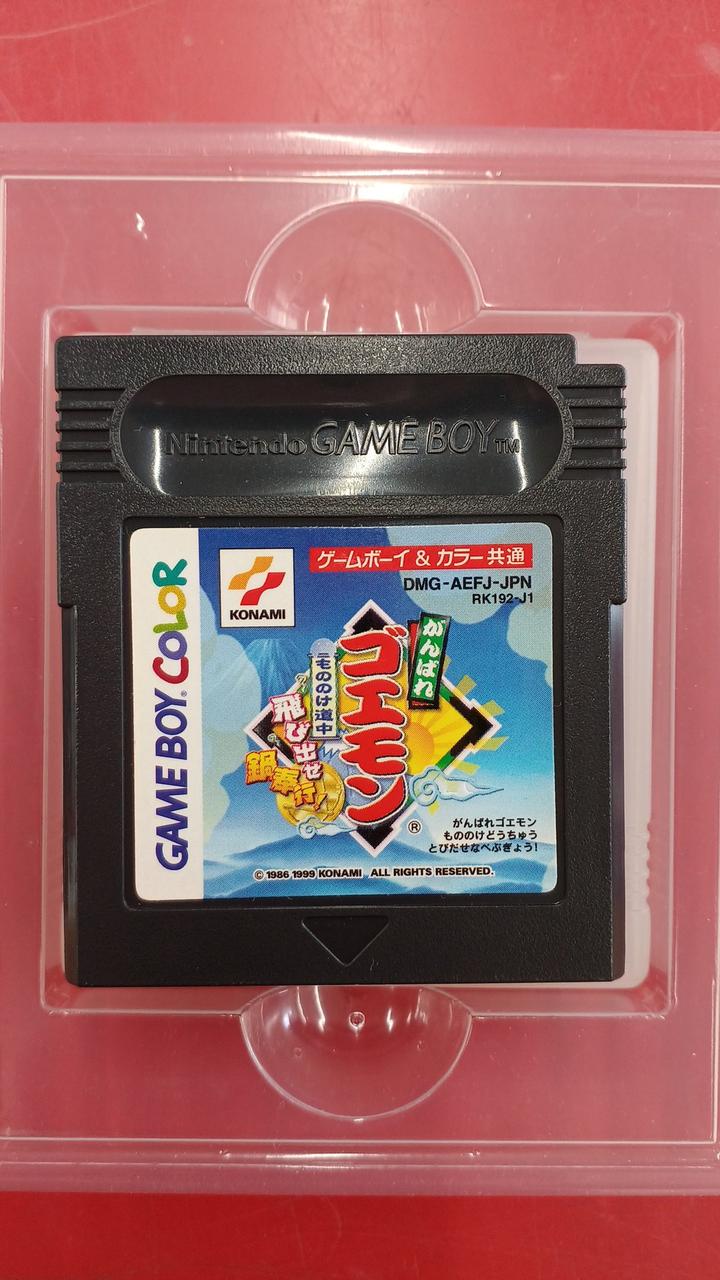 Nintendo GAME BOY TM
GAME BOY® COLOR
KONAMI
ゲームボーイ & カラー共通
DMG-AEFJ-JPN
RK192-J1
がんばれ
ゴエモン
もののけ道中
飛び出せ
鍋奉行!
®
がんばれゴエモン
もののけどうちゅう
とびだせなべぶぎょう!
© 1986 1999 KONAMI ALL RIGHTS RESERVED.